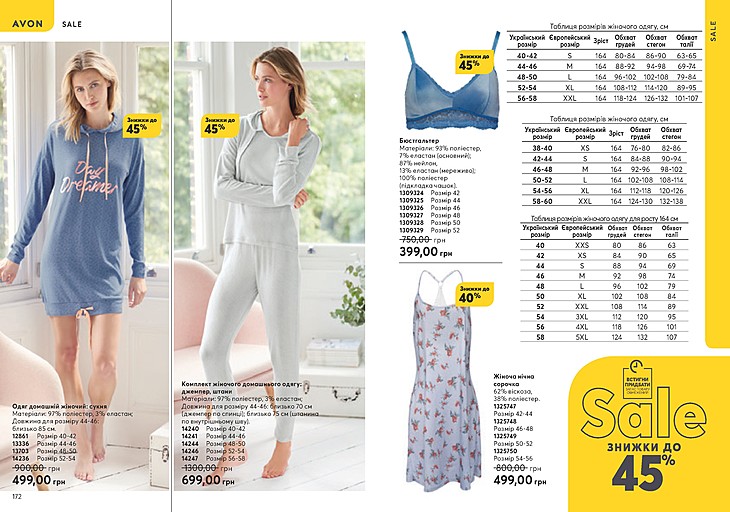 AVON
SALE
Day
Dreamer
Знижки до
45%
Одяг домашній жіночий: сукня
Матеріали: 97% поліестер, 3% еластан;
Довжина для розміру 44-46:
близько 85 см.
12861 Розмір 40-42
13336 Розмір 44-46
13703 Розмір 48-50
14236 Розмір 52-54
900,00 грн
499,00 грн
172
Знижки до
45%
Комплект жіночого домашнього одягу:
джемпер, штани
Матеріали: 97% поліестер, 3% еластан;
Довжина для розміру 44-46: близько 70 см
(джемпер по спинці); близько 75 см (штанина
по внутрішньому шву).
14240 Розмір 40-42
14241 Розмір 44-46
14244 Розмір 48-50
14246 Розмір 52-54
14247 Розмір 56-58
1300,00 грн
699,00 грн
Знижки до
45%
Бюстгальтер
Матеріали: 93% поліестер,
7% еластан (основний);
87% нейлон,
13% еластан (мереживо);
100% поліестер
(підкладка чашок).
1309324 Розмір 42
1309325 Розмір 44
1309326 Розмір 46
1309327 Розмір 48
1309328 Розмір 50
1309329 Розмір 52
750,00 грн
399,00 грн
Знижки до
40%
Жіноча нічна
сорочка
62% віскоза,
38% поліестер.
1325747
Розмір 42-44
1325748
Розмір 46-48
1325749
Розмір 50-52
1325750
Розмір 54-56
800,00 грн
499,00 грн
Таблиця розмірів жіночого одягу, см
Український розмір Європейський розмір Зріст Обхват грудей Обхват стегон Обхват талії
40-42 S 164 80-84 86-90 63-65
44-46 M 164 88-92 94-98 69-74
48-50 L 164 96-102 102-108 79-84
52-54 XL 164 108-112 114-120 89-95
56-58 XXL 164 118-124 126-132 101-107
Таблиця розмірів жіночого одягу, см
Український розмір Європейський розмір Зріст Обхват грудей Обхват стегон
38-40 XS 164 76-80 82-86
42-44 S 164 84-88 90-94
46-48 M 164 92-96 98-102
50-52 L 164 102-108 108-114
54-56 XL 164 112-118 120-126
58-60 XXL 164 124-130 132-138
Таблиця розмірів жіночого одягу для росту 164 см
Український розмір Європейський розмір Обхват грудей Обхват стегон Обхват талії
40 XXS 80 86 63
42 XS 84 90 65
44 S 88 94 69
46 M 92 98 74
48 L 96 102 79
50 XL 102 108 84
52 XXL 108 114 89
54 3XL 112 120 95
56 4XL 118 126 101
58 5XL 124 132 107
SALE
ВСТИГНИ
ПРИДБАТИ
Sale
ЗНИЖКИ ДО
45%